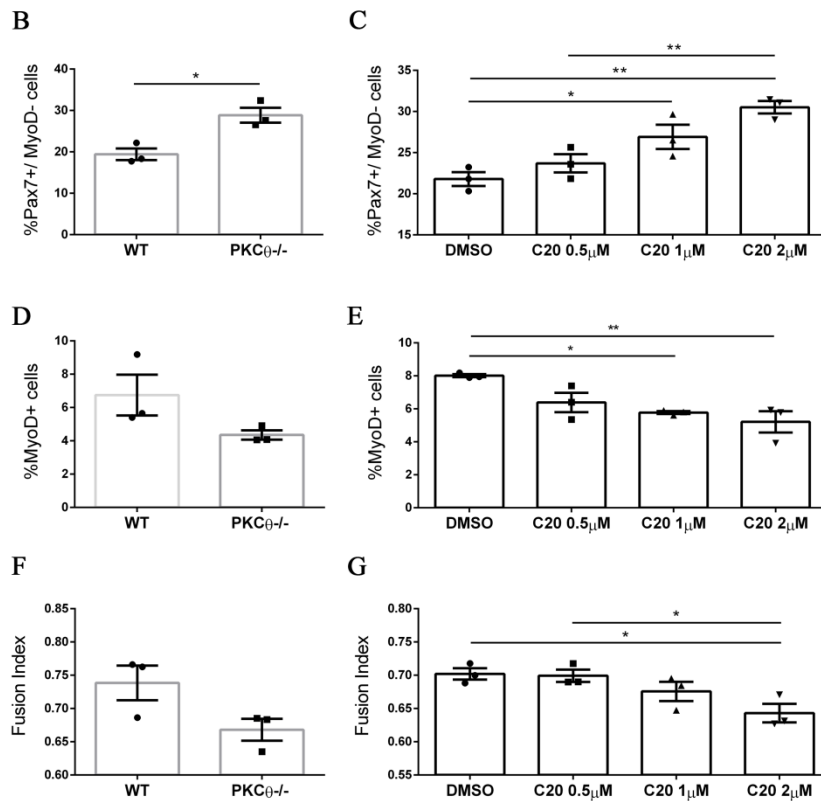 B
%Pax7+/ MyoD- cells
40
30
20
10
0
*
WT
PKCθ-/-
C
%Pax7+/ MyoD- cells
35
30
25
20
15
**
**
*
DMSO
C20 0.5μM
C20 1μM
C20 2μM
D
%MyoD+ cells
10
8
6
4
2
0
WT
PKCθ-/-
E
%MyoD+ cells
10
8
6
4
2
0
**
*
DMSO
C20 0.5μM
C20 1μM
C20 2μM
F
Fusion Index
0.85
0.80
0.75
0.70
0.65
0.60
WT
PKCθ-/-
G
Fusion Index
0.80
0.75
0.70
0.65
0.60
0.55
*
*
DMSO
C20 0.5μM
C20 1μM
C20 2μM